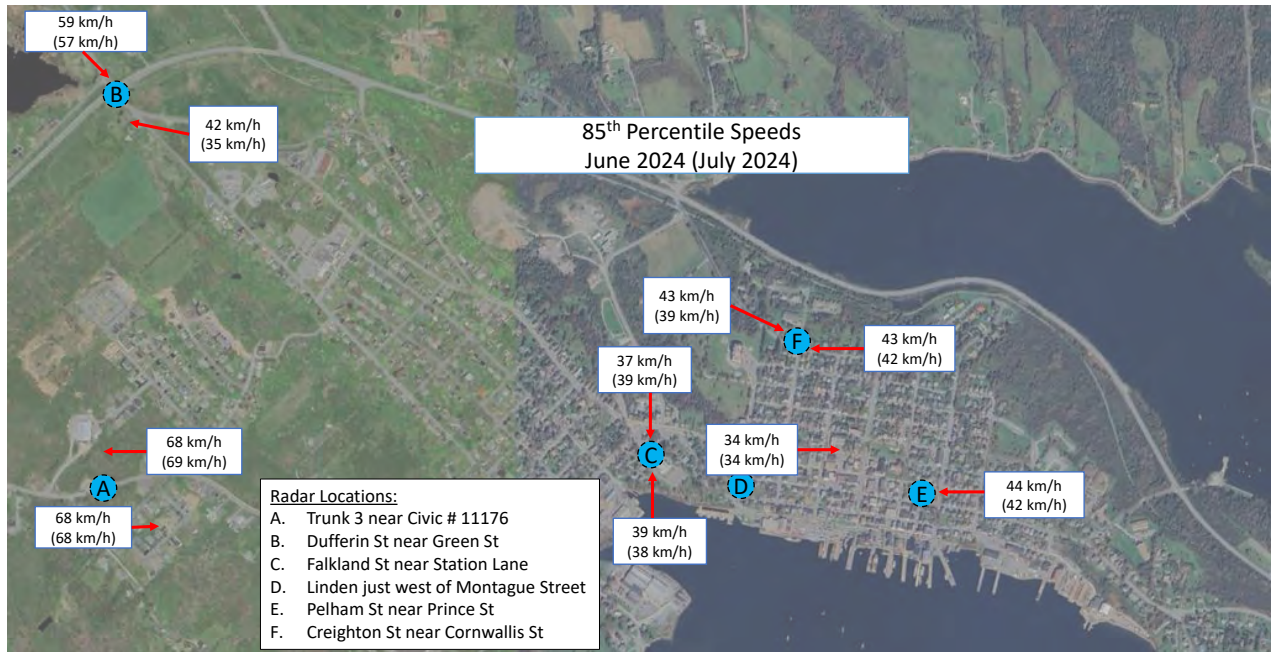 59 km/h
(57 km/h)
B
42 km/h
(35 km/h)
85th Percentile Speeds
June 2024 (July 2024)
43 km/h
(39 km/h)
F
43 km/h
(42 km/h)
37 km/h
(39 km/h)
C
39 km/h
(38 km/h)
34 km/h
(34 km/h)
D
E
44 km/h
(42 km/h)
68 km/h
(69 km/h)
A
68 km/h
(68 km/h)
Radar Locations:
A. Trunk 3 near Civic # 11176
B. Dufferin St near Green St
C. Falkland St near Station Lane
D. Linden just west of Montague Street
E. Pelham St near Prince St
F. Creighton St near Cornwallis St